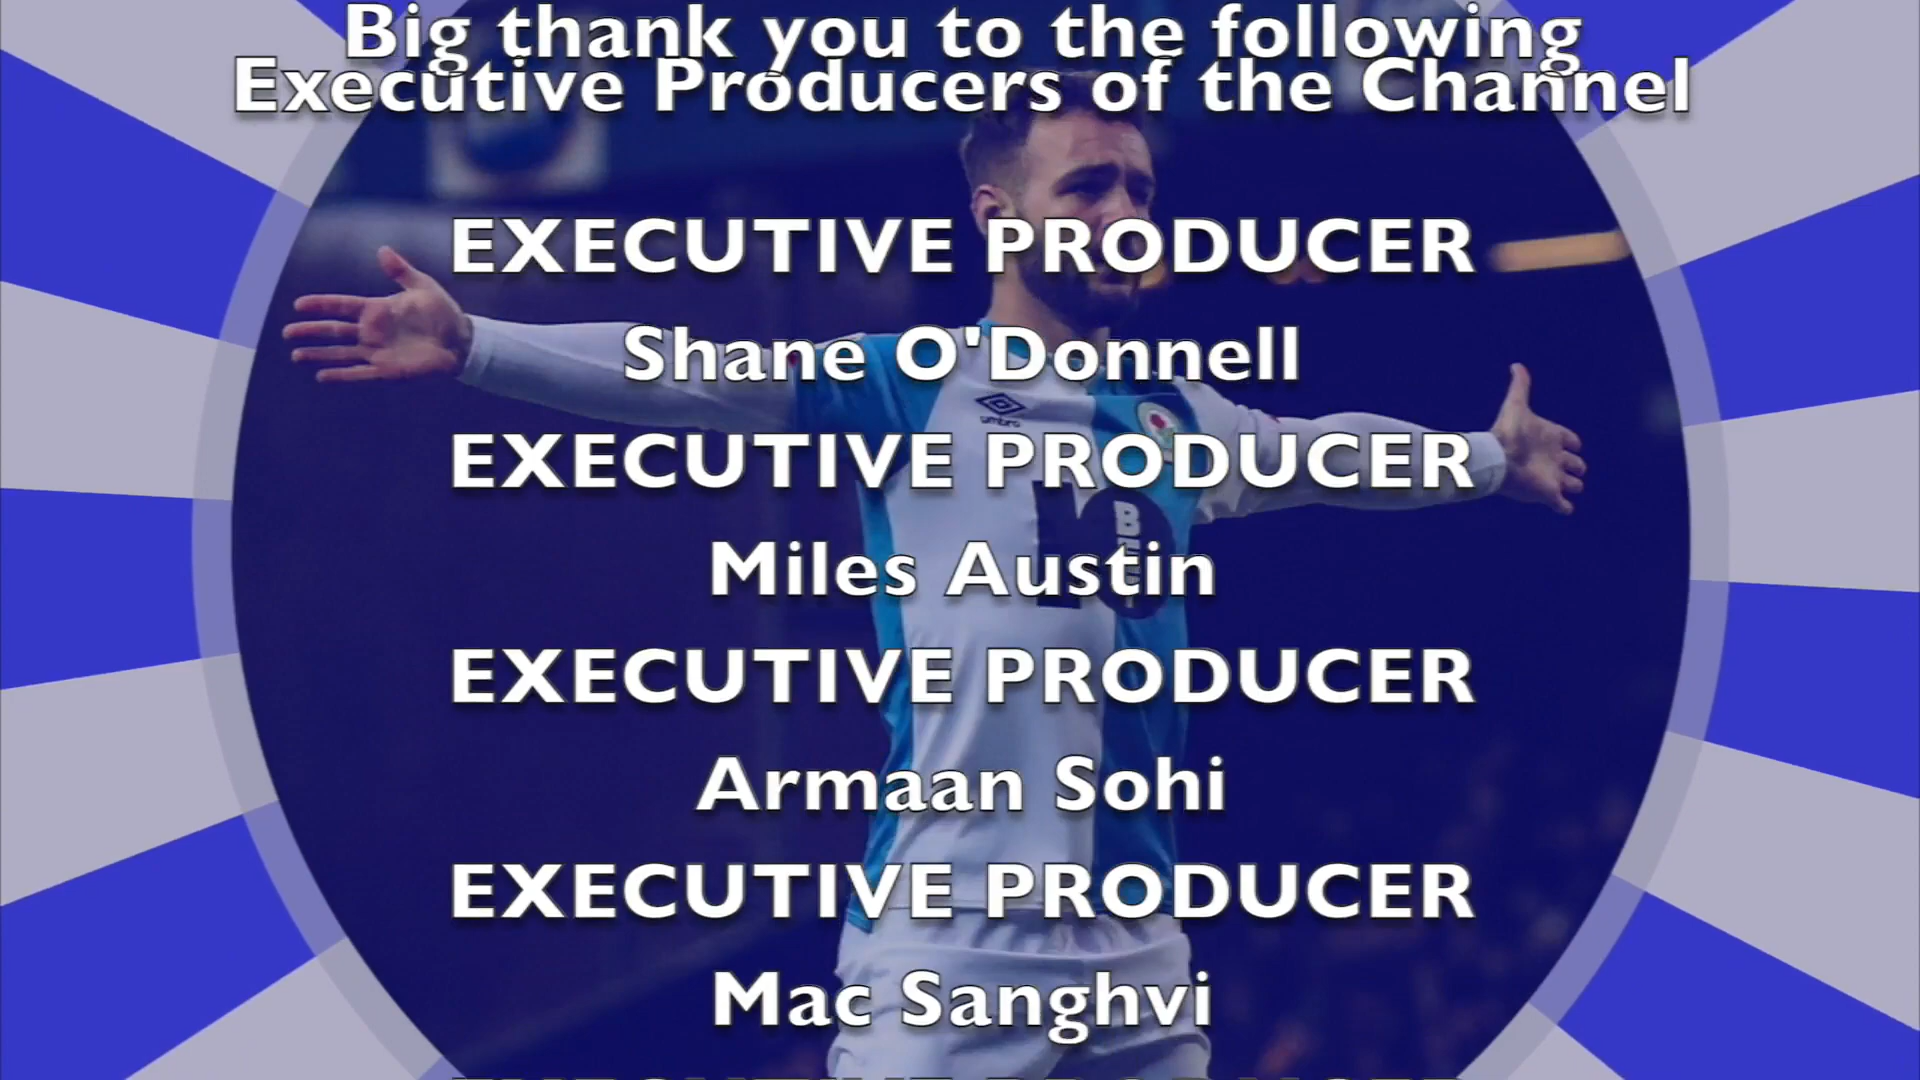 Big thank you to the following
Executive Producers of the Channel
EXECUTIVE PRODUCER
Shane O'Donnell
umbro
EXECUTIVE PRODUCER
Miles Austin
EXECUTIVE PRODUCER
Armaan Sohi
EXECUTIVE PRODUCER
Mac Sanghvi